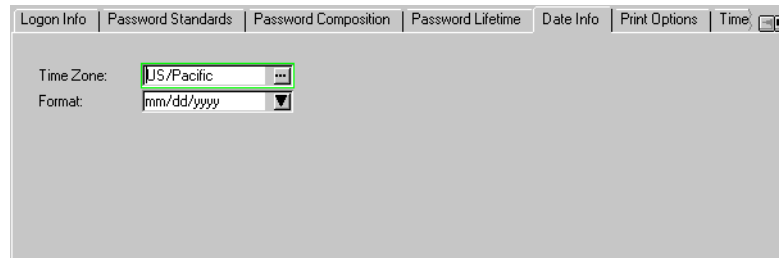 Logon Info Password Standards Password Composition Password Lifetime Date Info Print Options Time
Time Zone: US/Pacific ...
Format: mm/dd/yyyy